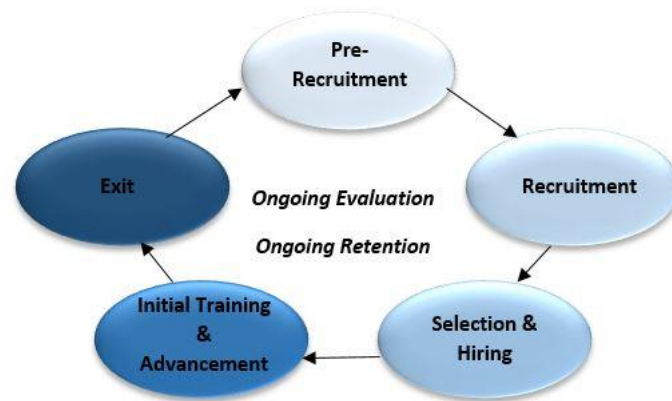 Pre-
Recruitment
Recruitment
Selection &
Hiring
Initial Training
&
Advancement
Exit
Ongoing Evaluation
Ongoing Retention